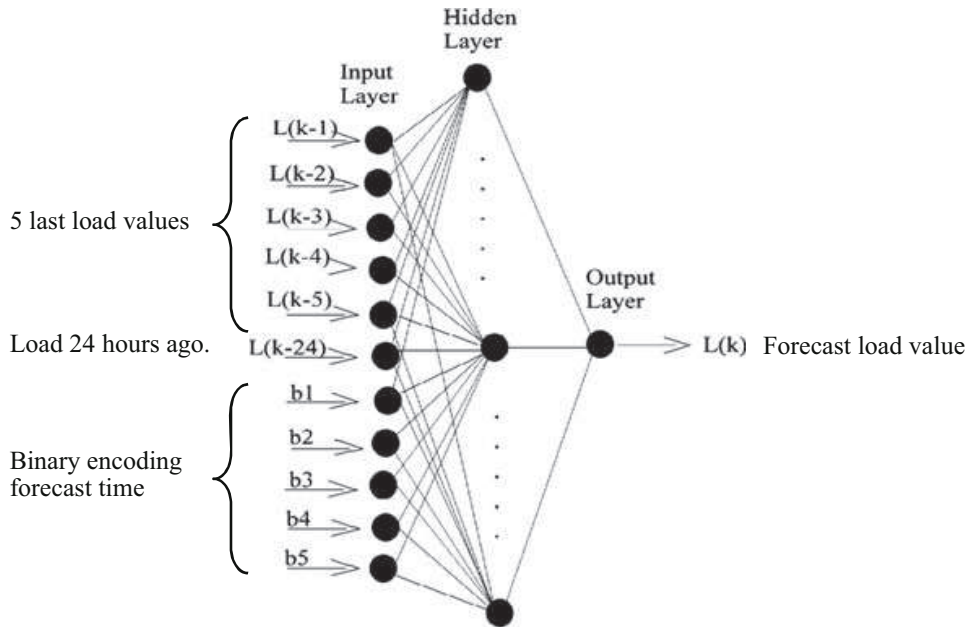 Hidden
Layer
Input
Layer
L(k-1)
L(k-2)
L(k-3)
5 last load values
L(k-4)
L(k-5)
Output
Layer
Load 24 hours ago.
L(k-24)
L(k)
Forecast load value
b1
b2
Binary encoding
forecast time
b3
b4
b5